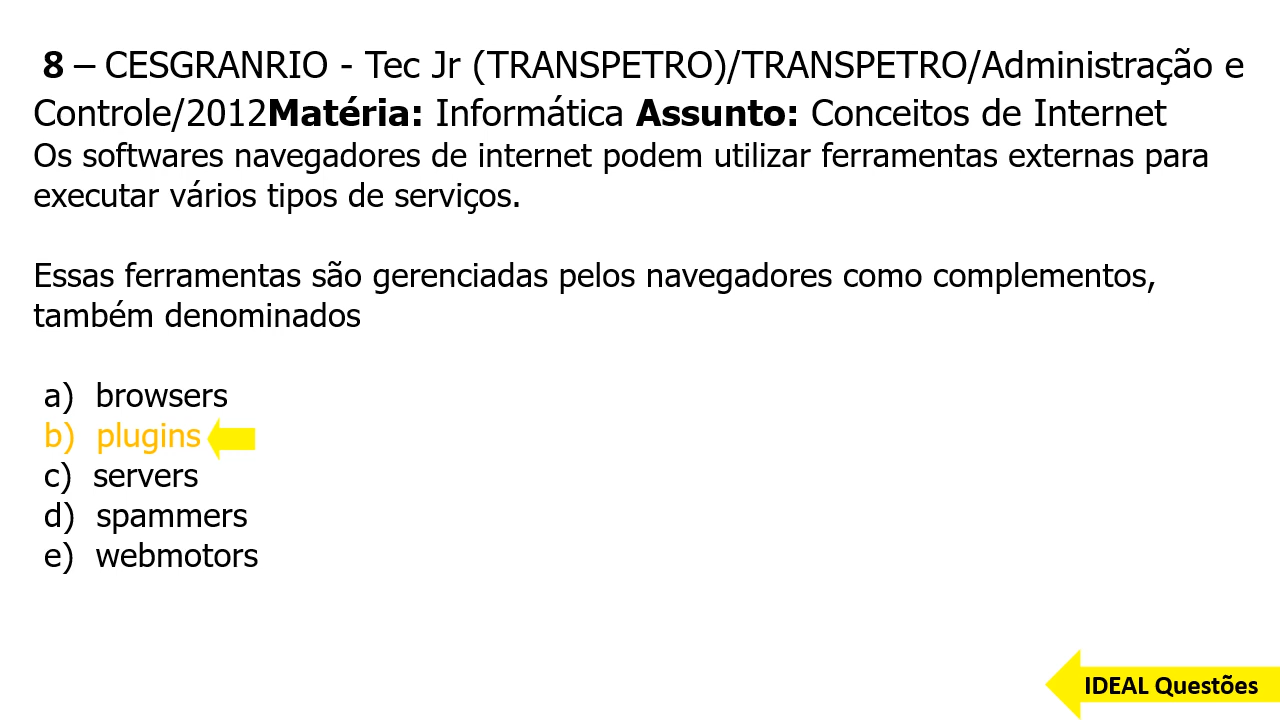 8 – CESGRANRIO - Tec Jr (TRANSPETRO)/TRANSPETRO/Administração e
Controle/2012Matéria: Informática Assunto: Conceitos de Internet
Os softwares navegadores de internet podem utilizar ferramentas externas para
executar vários tipos de serviços.
Essas ferramentas são gerenciadas pelos navegadores como complementos,
também denominados
a) browsers
b) plugins
c) servers
d) spammers
e) webmotors
IDEAL Questões